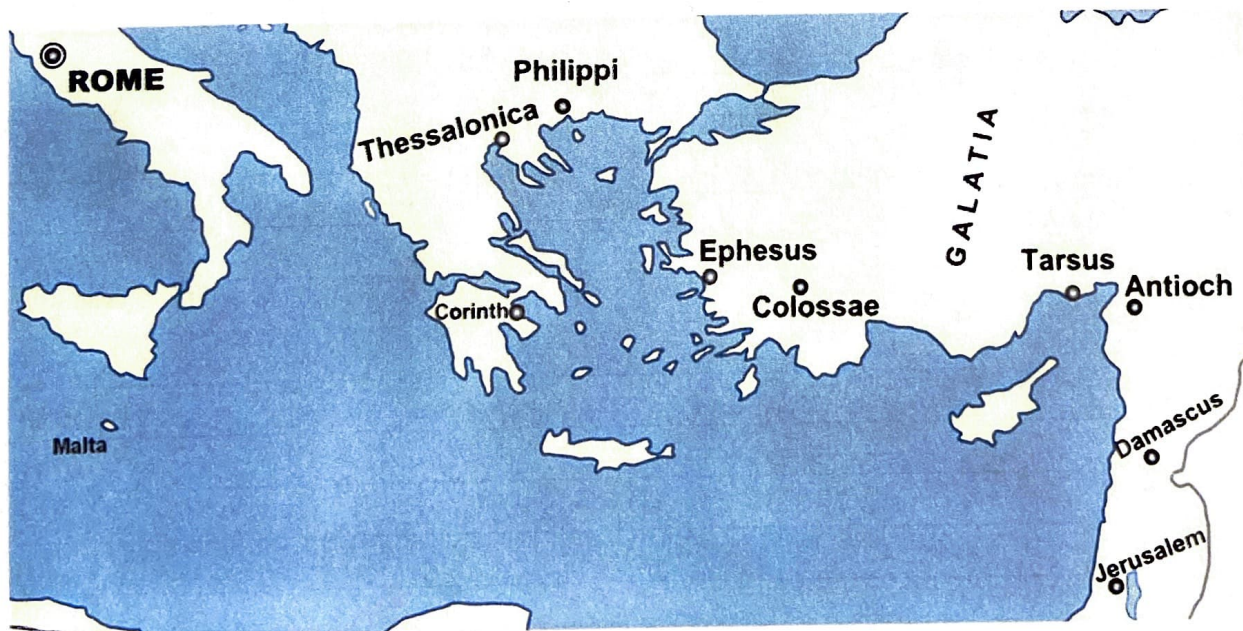 ROME
Philippi
Thessalonica
GALATIA
Ephesus
Colossae
Tarsus
Antioch
Corinth
Malta
Damascus
Jerusalem